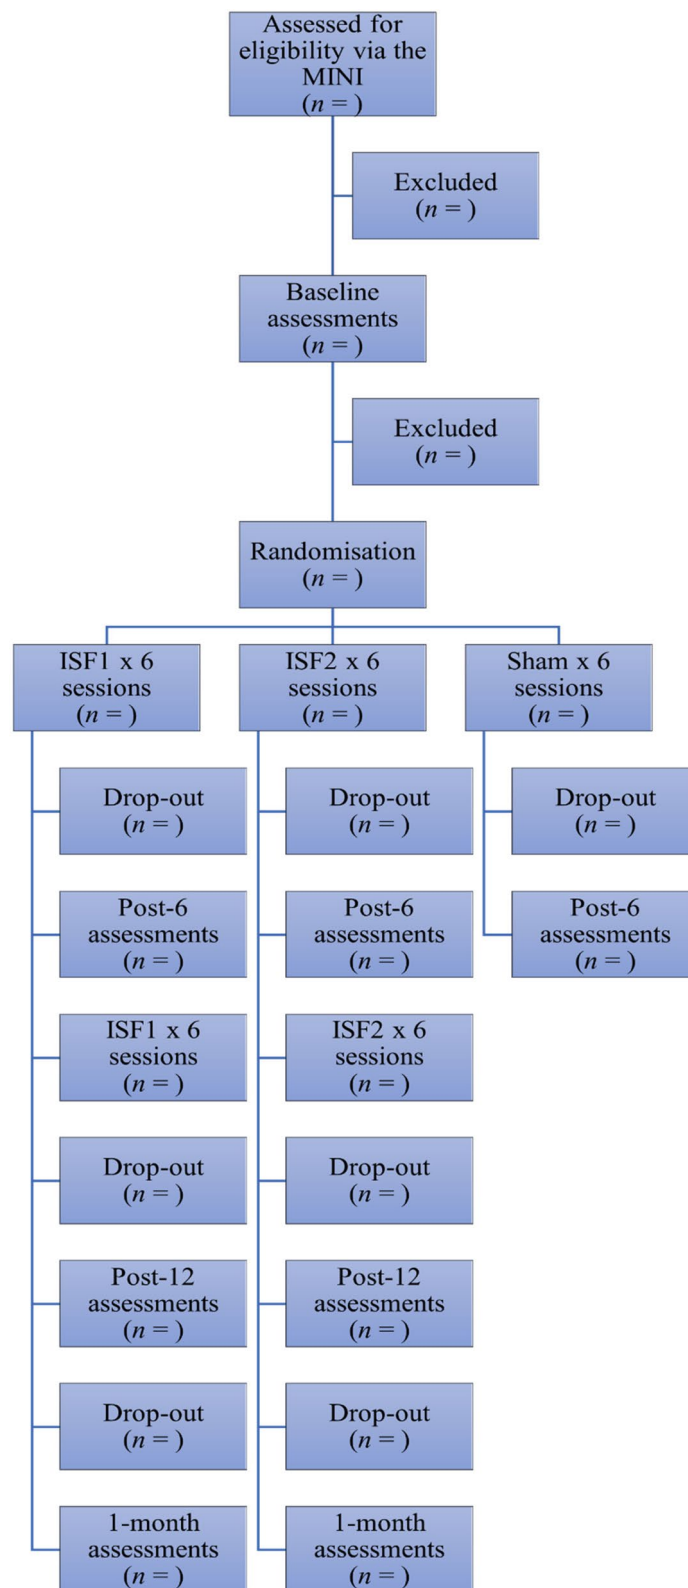 Assessed for
eligibility via the
MINI
(n = )
Excluded
(n = )
Baseline
assessments
(n = )
Excluded
(n = )
Randomisation
(n = )
ISF1 x 6
sessions
(n = )
ISF2 x 6
sessions
(n = )
Sham x 6
sessions
(n = )
Drop-out
(n = )
Drop-out
(n = )
Drop-out
(n = )
Post-6
assessments
(n = )
Post-6
assessments
(n = )
Post-6
assessments
(n = )
ISF1 x 6
sessions
(n = )
ISF2 x 6
sessions
(n = )
Drop-out
(n = )
Drop-out
(n = )
Post-12
assessments
(n = )
Post-12
assessments
(n = )
Drop-out
(n = )
Drop-out
(n = )
1-month
assessments
(n = )
1-month
assessments
(n = )